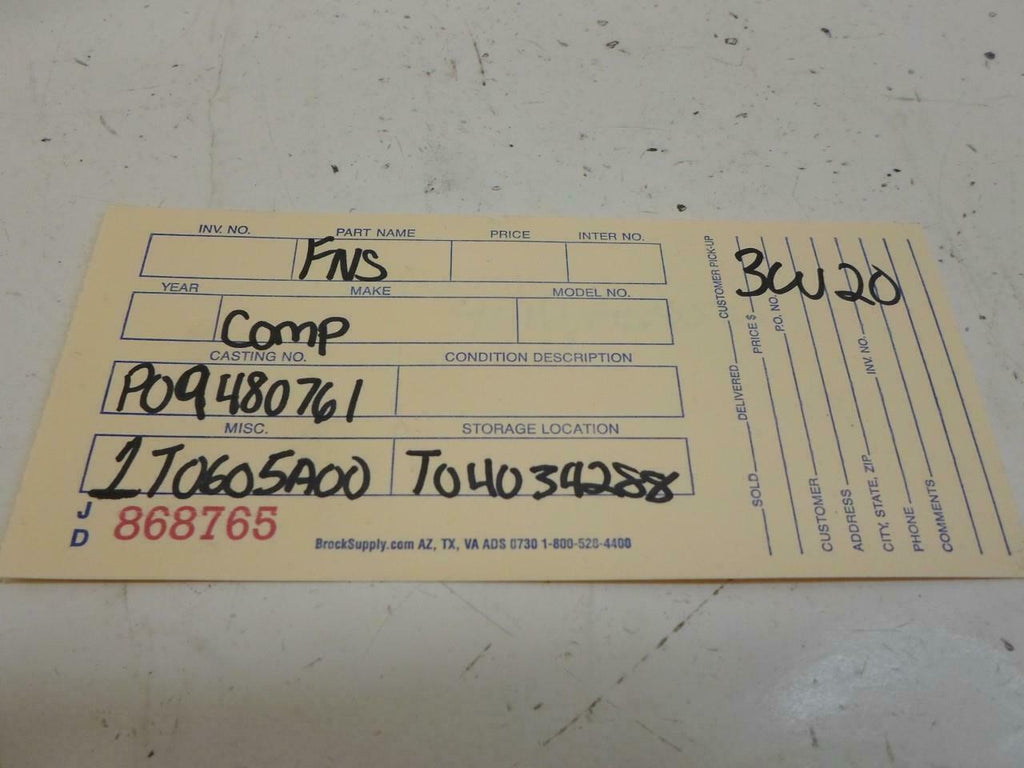 INV. NO. PART NAME PRICE INTER NO.
FNS
YEAR MAKE MODEL NO.
Comp
CASTING NO. CONDITION DESCRIPTION
P09480761
MISC. STORAGE LOCATION
1T0605A00 T04034288
J D 868765
BrockSupply.com AZ, TX, VA ADS 0730 1-800-528-4400
3CW20
SOLD DELIVERED CUSTOMER PICK-UP
PRICE $ P.O. NO.
CUSTOMER
ADDRESS
CITY, STATE, ZIP INV. NO.
PHONE
COMMENTS